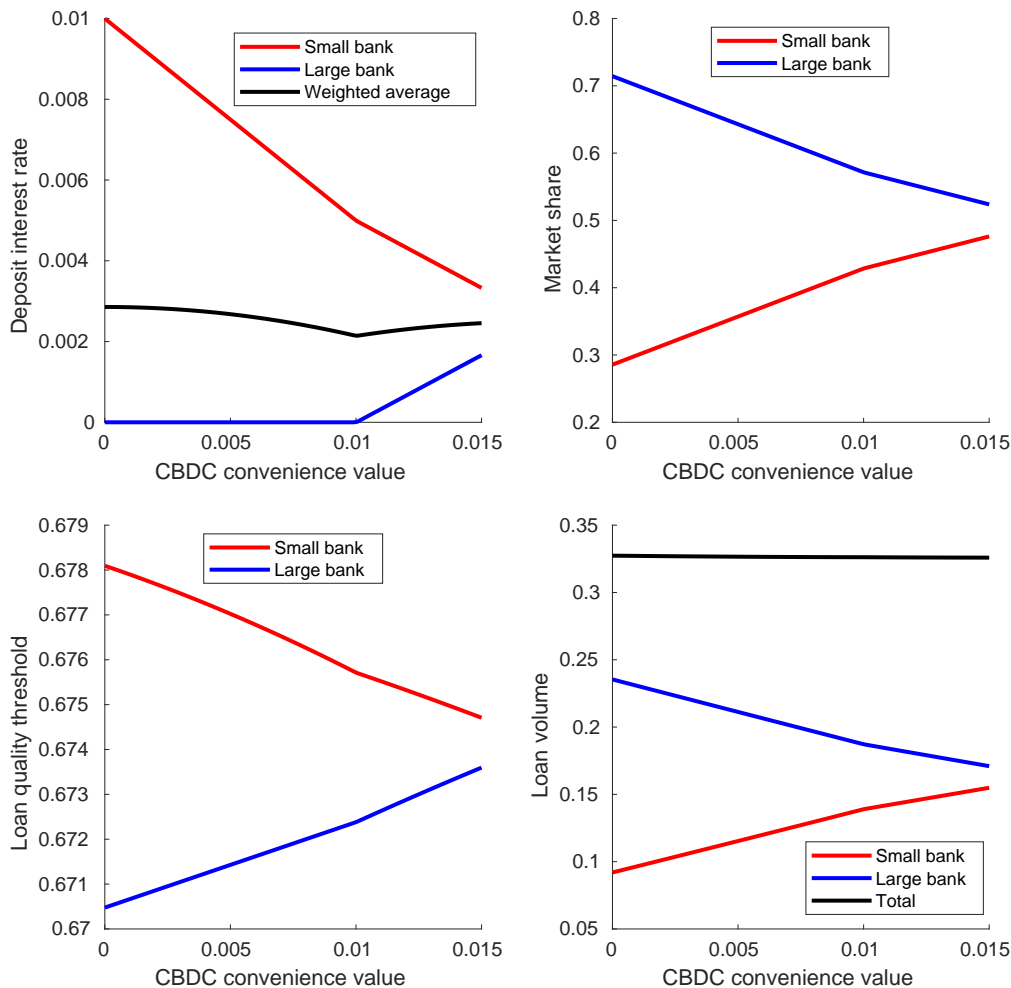 Deposit interest rate
0.01
0.008
0.006
0.004
0.002
0
Small bank
Large bank
Weighted average
0
0.005
0.01
0.015
CBDC convenience value
Market share
0.8
0.7
0.6
0.5
0.4
0.3
0.2
Small bank
Large bank
0
0.005
0.01
0.015
CBDC convenience value
Loan quality threshold
0.679
0.678
0.677
0.676
0.675
0.674
0.673
0.672
0.671
0.67
Small bank
Large bank
0
0.005
0.01
0.015
CBDC convenience value
Loan volume
0.35
0.3
0.25
0.2
0.15
0.1
0.05
Small bank
Large bank
Total
0
0.005
0.01
0.015
CBDC convenience value